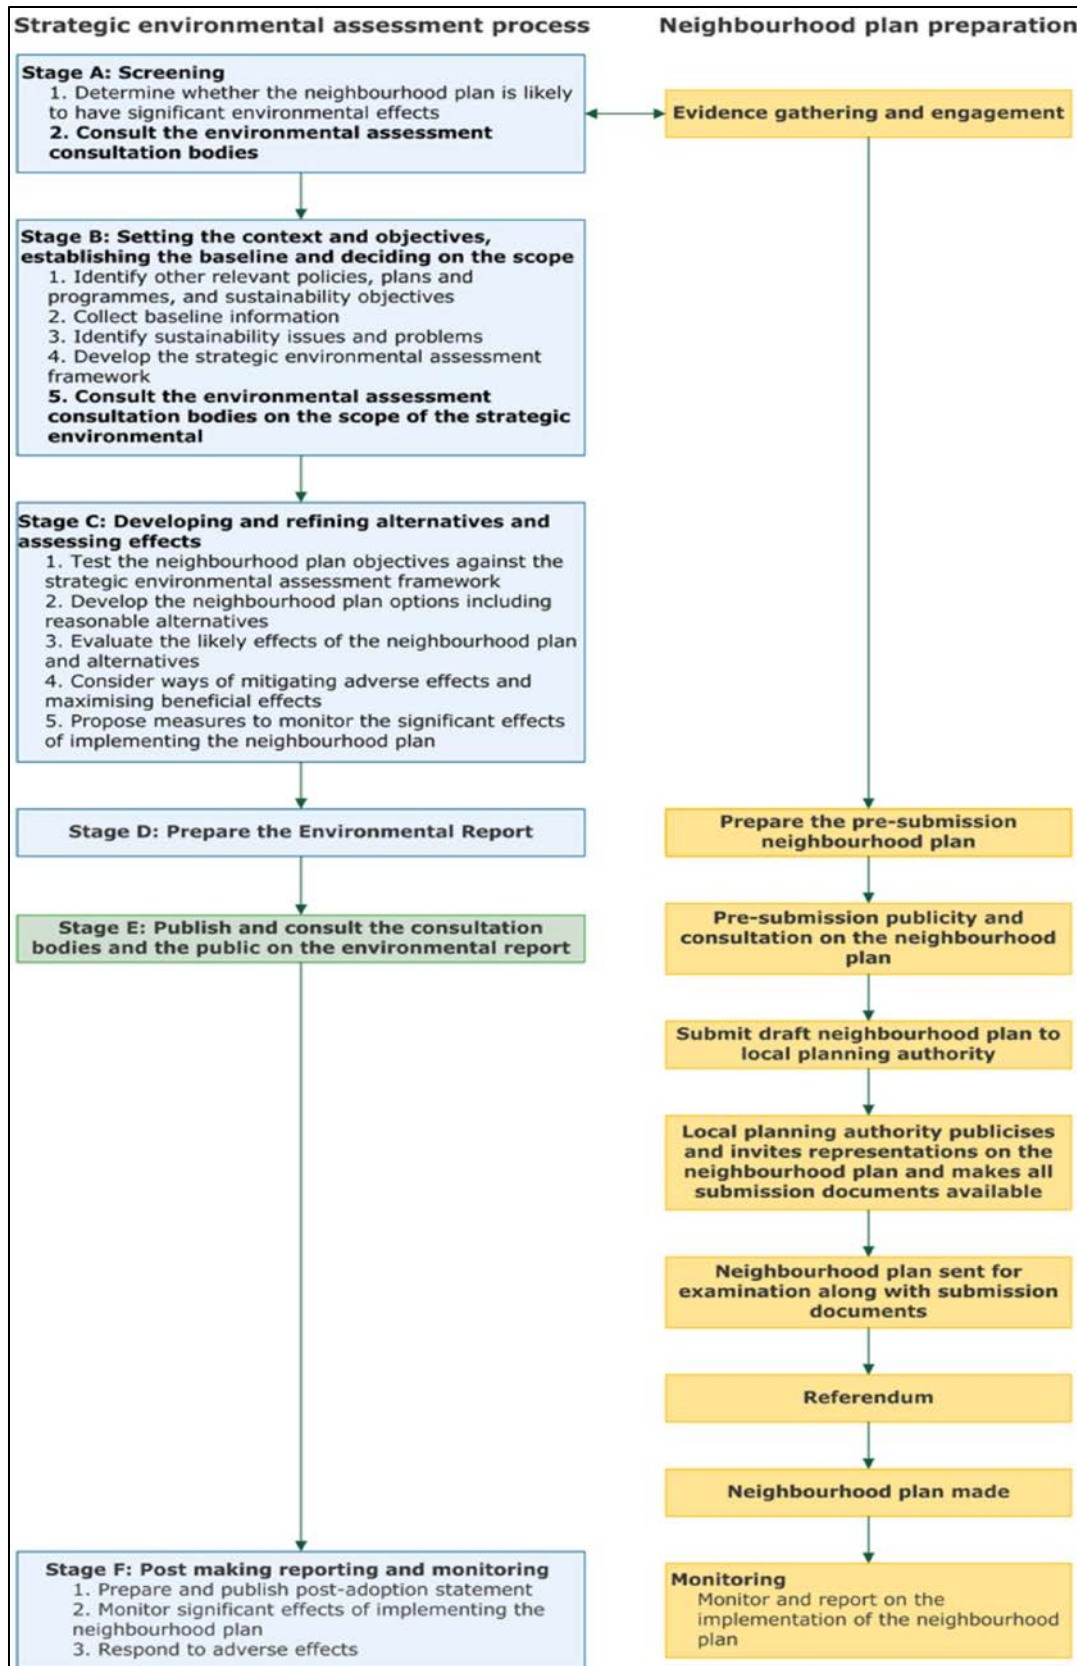 Strategic environmental assessment process
Neighbourhood plan preparation
Stage A: Screening
1. Determine whether the neighbourhood plan is likely
to have significant environmental effects
2. Consult the environmental assessment
consultation bodies
Evidence gathering and engagement
Stage B: Setting the context and objectives,
establishing the baseline and deciding on the scope
1. Identify other relevant policies, plans and
programmes, and sustainability objectives
2. Collect baseline information
3. Identify sustainability issues and problems
4. Develop the strategic environmental assessment
framework
5. Consult the environmental assessment
consultation bodies on the scope of the strategic
environmental
Stage C: Developing and refining alternatives and
assessing effects
1. Test the neighbourhood plan objectives against the
strategic environmental assessment framework
2. Develop the neighbourhood plan options including
reasonable alternatives
3. Evaluate the likely effects of the neighbourhood plan
and alternatives
4. Consider ways of mitigating adverse effects and
maximising beneficial effects
5. Propose measures to monitor the significant effects
of implementing the neighbourhood plan
Stage D: Prepare the Environmental Report
Prepare the pre-submission
neighbourhood plan
Stage E: Publish and consult the consultation
bodies and the public on the environmental report
Pre-submission publicity and
consultation on the neighbourhood
plan
Submit draft neighbourhood plan to
local planning authority
Local planning authority publicises
and invites representations on the
neighbourhood plan and makes all
submission documents available
Neighbourhood plan sent for
examination along with submission
documents
Referendum
Neighbourhood plan made
Stage F: Post making reporting and monitoring
1. Prepare and publish post-adoption statement
2. Monitor significant effects of implementing the
neighbourhood plan
3. Respond to adverse effects
Monitoring
Monitor and report on the
implementation of the neighbourhood
plan